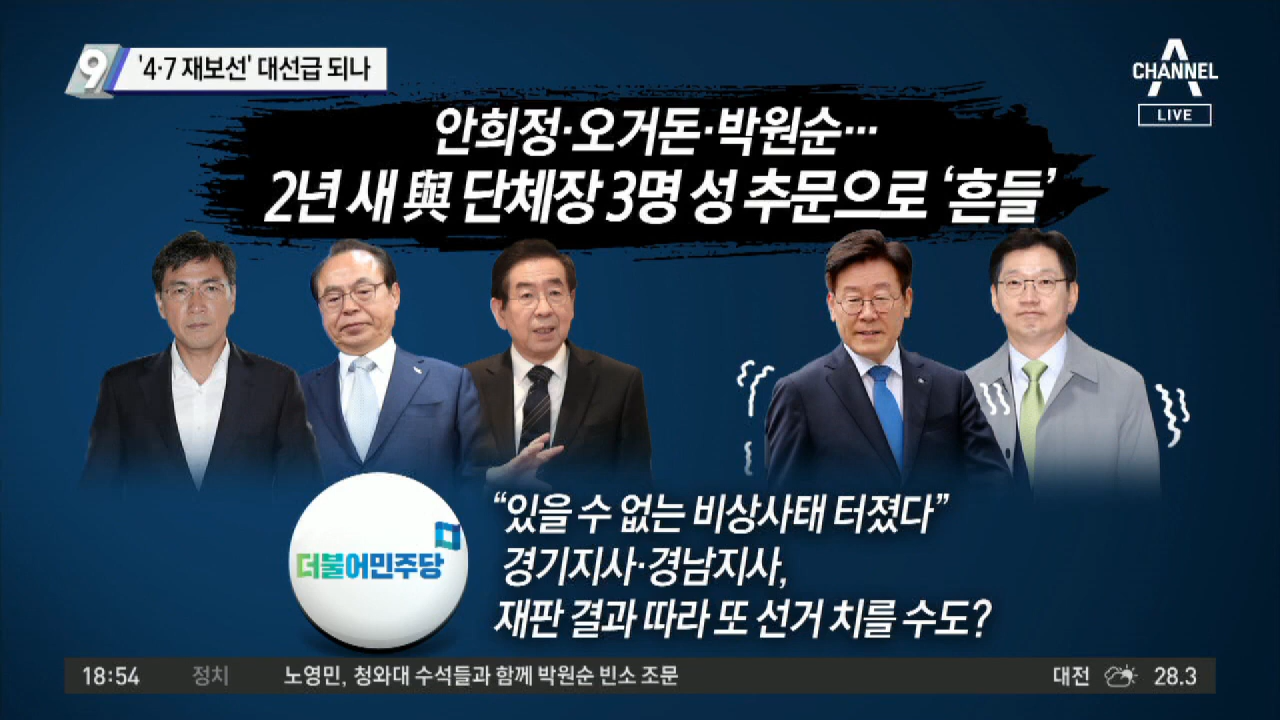 9 '4·7 재보선' 대선급 되나
CHANNEL A
LIVE
안희정·오거돈·박원순…
2년 새 與 단체장 3명 성 추문으로 ‘흔들’
더불어민주당
“있을 수 없는 비상사태 터졌다”
경기지사·경남지사,
재판 결과 따라 또 선거 치를 수도?
18:54 정치 노영민, 청와대 수석들과 함께 박원순 빈소 조문 대전 28.3